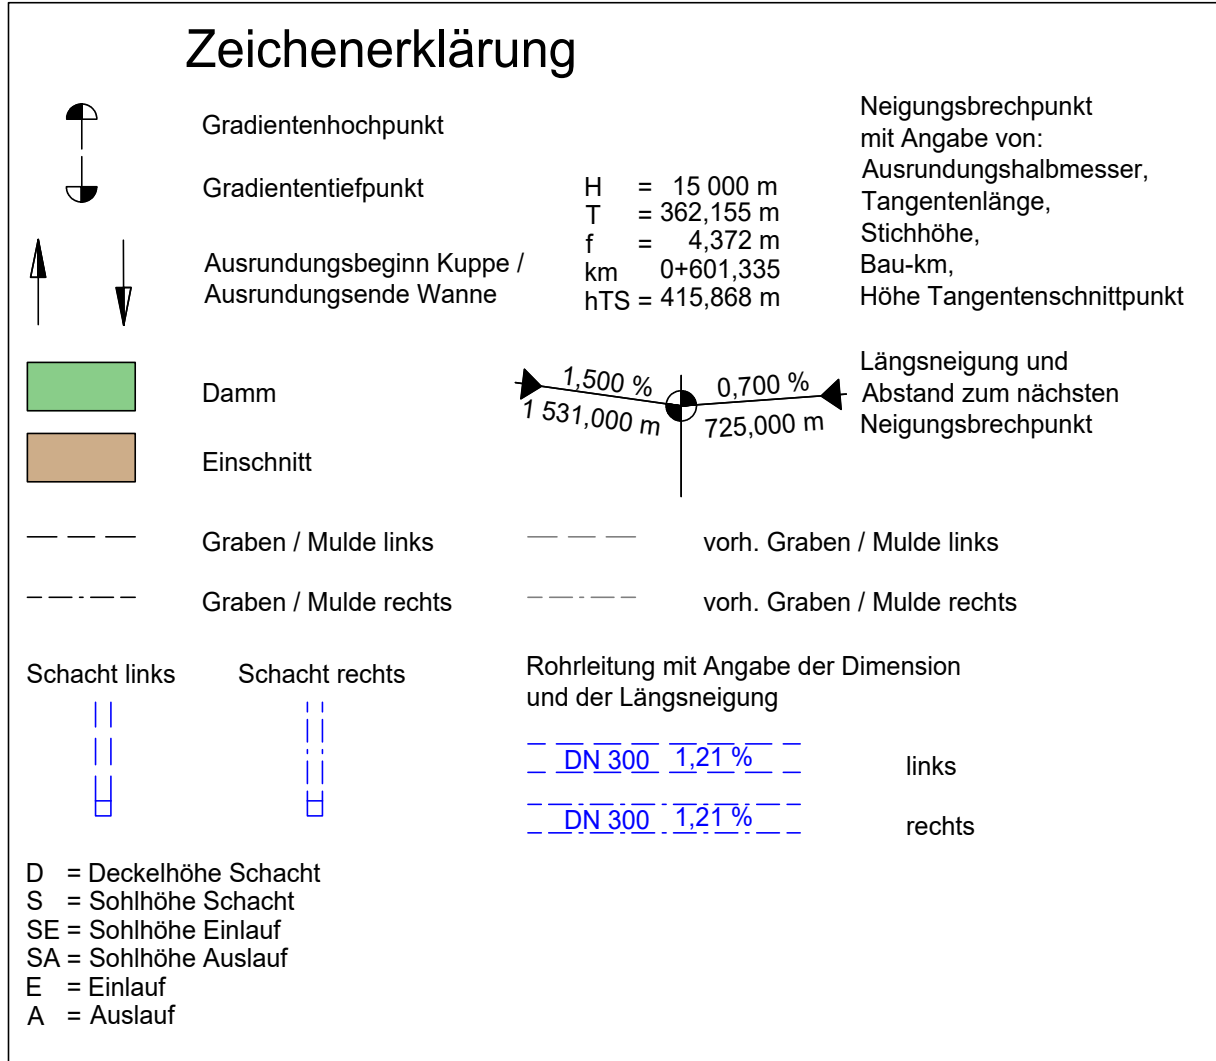 Zeichenerklärung
Gradientenhochpunkt
Gradiententiefpunkt
Ausrundungsbeginn Kuppe /
Ausrundungsende Wanne
H = 15 000 m
T = 362,155 m
f = 4,372 m
km 0+601,335
hTS = 415,868 m
Neigungsbrechpunkt
mit Angabe von:
Ausrundungshalbmesser,
Tangentenlänge,
Stichhöhe,
Bau-km,
Höhe Tangentenschnittpunkt
Damm
Einschnitt
1,500 %
1 531,000 m
0,700 %
725,000 m
Längsneigung und
Abstand zum nächsten
Neigungsbrechpunkt
Graben / Mulde links
vorh. Graben / Mulde links
Graben / Mulde rechts
vorh. Graben / Mulde rechts
Schacht links
Schacht rechts
Rohrleitung mit Angabe der Dimension
und der Längsneigung
DN 300 1,21 %
links
DN 300 1,21 %
rechts
D = Deckelhöhe Schacht
S = Sohlhöhe Schacht
SE = Sohlhöhe Einlauf
SA = Sohlhöhe Auslauf
E = Einlauf
A = Auslauf